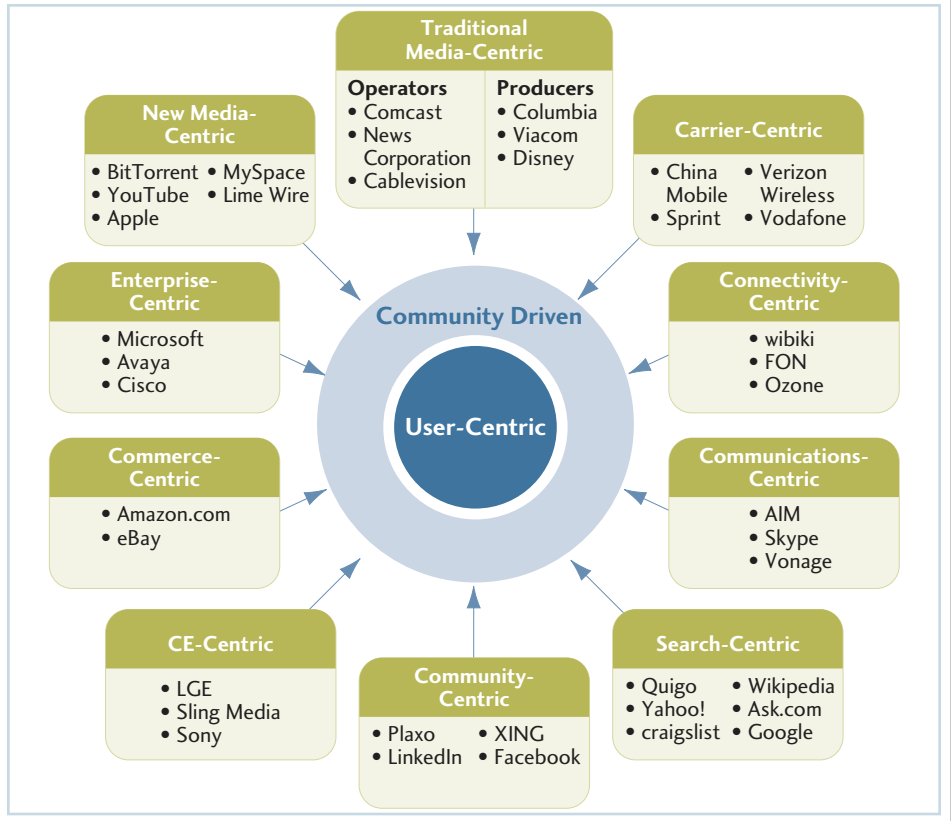 Traditional
Media-Centric
Operators
• Comcast
• News
Corporation
• Cablevision
Producers
• Columbia
• Viacom
• Disney
New Media-
Centric
• BitTorrent • MySpace
• YouTube • Lime Wire
• Apple
Carrier-Centric
• China
Mobile
• Sprint
• Verizon
Wireless
• Vodafone
Enterprise-
Centric
• Microsoft
• Avaya
• Cisco
Community Driven
User-Centric
Connectivity-
Centric
• wibiki
• FON
• Ozone
Commerce-
Centric
• Amazon.com
• eBay
Communications-
Centric
• AIM
• Skype
• Vonage
CE-Centric
• LGE
• Sling Media
• Sony
Community-
Centric
• Plaxo • XING
• LinkedIn • Facebook
Search-Centric
• Quigo • Wikipedia
• Yahoo! • Ask.com
• craigslist • Google